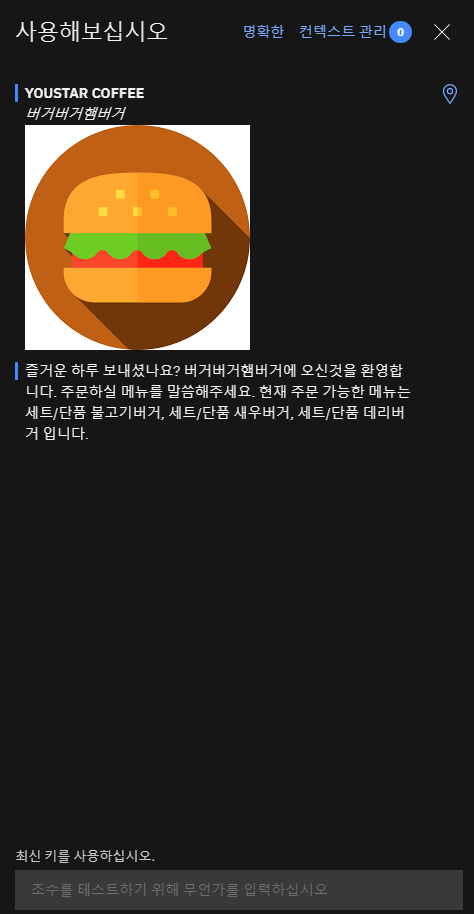 사용해보십시오
명확한 컨텍스트 관리 0
YOUSTAR COFFEE
버거버거햄버거
즐거운 하루 보내셨나요? 버거버거햄버거에 오신것을 환영합
니다. 주문하실 메뉴를 말씀해주세요. 현재 주문 가능한 메뉴는
세트/단품 불고기버거, 세트/단품 새우버거, 세트/단품 데리버
거 입니다.
최신 키를 사용하십시오.
조수를 테스트하기 위해 무언가를 입력하십시오